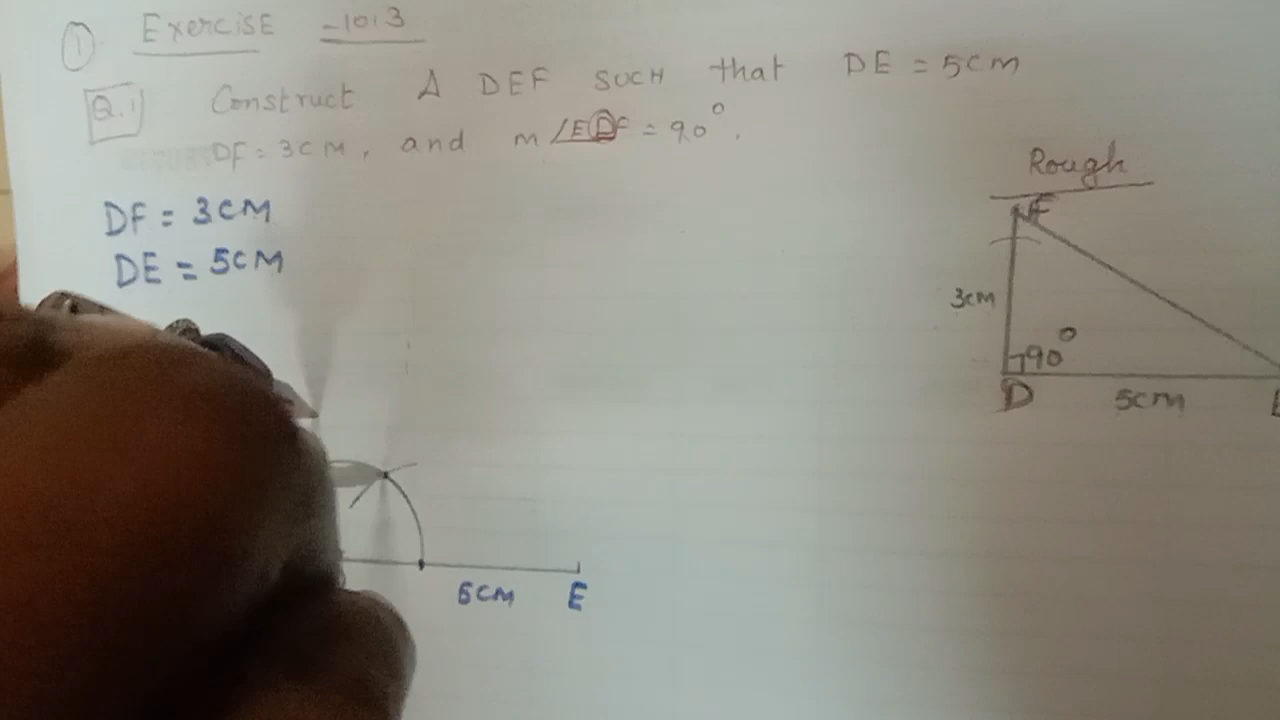 1
Exercise - 10.3
Q.1 Construct Δ DEF SUCH that DE = 5CM
DF = 3CM, and m ∠EDF = 90°.
DF = 3CM
DE = 5CM
Rough
F
3cm
90°
D 5cm
5CM E